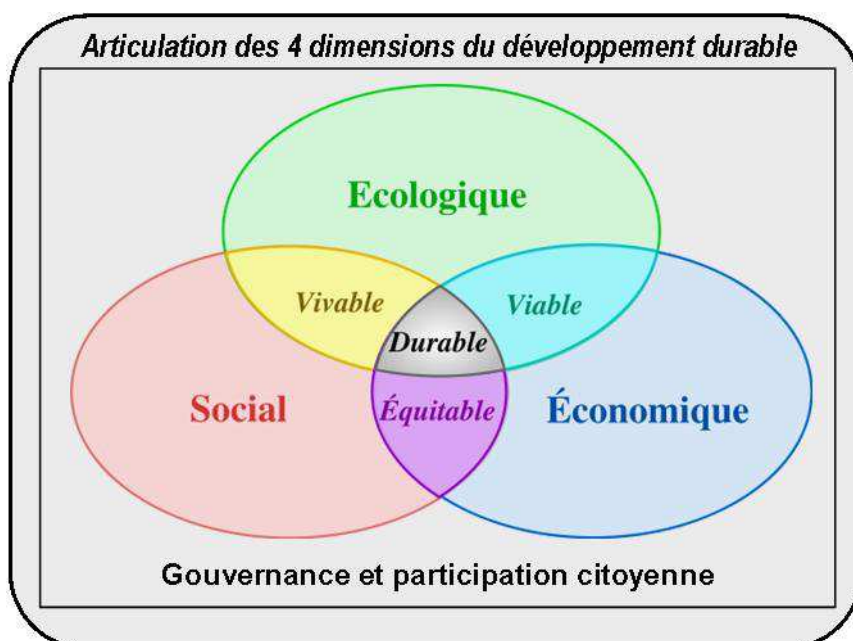 Articulation des 4 dimensions du développement durable
Ecologique
Vivable
Viable
Durable
Social
Équitable
Économique
Gouvernance et participation citoyenne